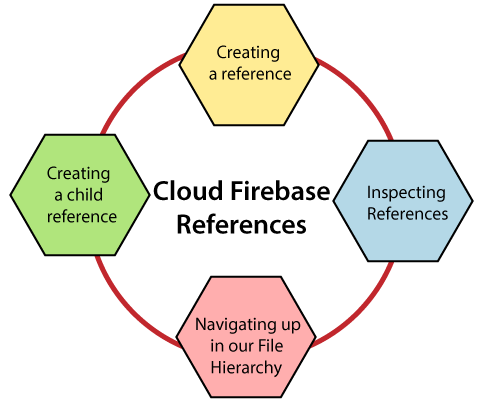 Creating
a reference
Creating
a child
reference
Cloud Firebase
References
Inspecting
References
Navigating up
in our File
Hierarchy